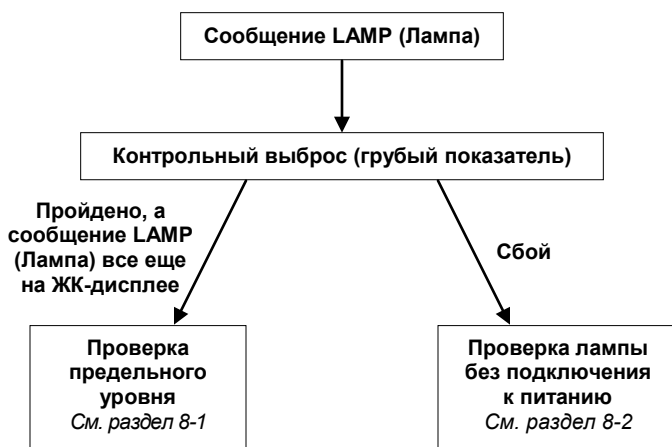 Сообщение LAMP (Лампа)
Контрольный выброс (грубый показатель)
Пройдено, а
сообщение LAMP
(Лампа) все еще
на ЖК-дисплее
Сбой
Проверка
предельного
уровня
См. раздел 8-1
Проверка лампы
без подключения
к питанию
См. раздел 8-2